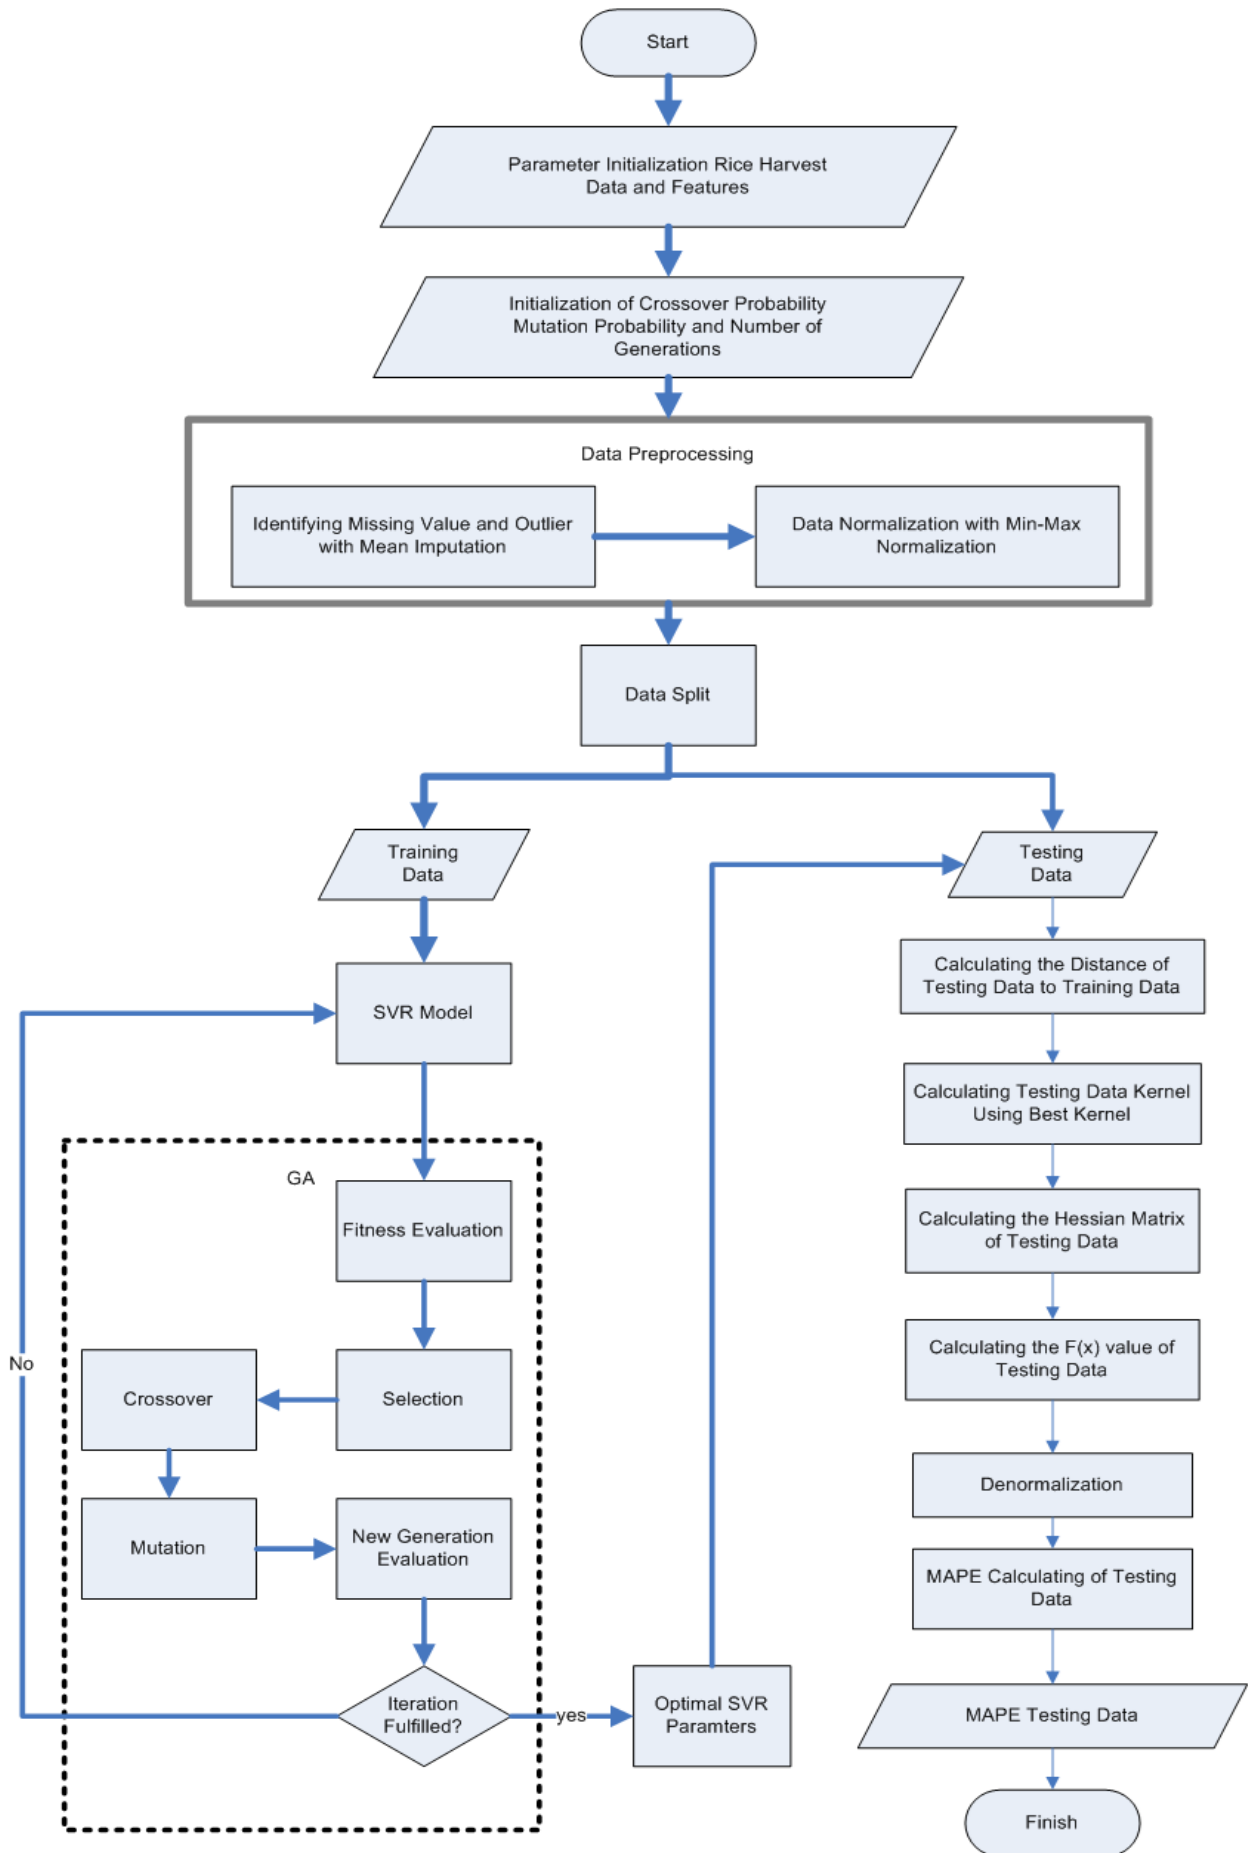 Start
Parameter Initialization Rice Harvest
Data and Features
Initialization of Crossover Probability
Mutation Probability and Number of
Generations
Data Preprocessing
Identifying Missing Value and Outlier
with Mean Imputation
Data Normalization with Min-Max
Normalization
Data Split
Training
Data
Testing
Data
SVR Model
GA
Fitness Evaluation
Selection
Crossover
Mutation
New Generation
Evaluation
Iteration
Fulfilled?
No
yes
Optimal SVR
Paramters
Calculating the Distance of
Testing Data to Training Data
Calculating Testing Data Kernel
Using Best Kernel
Calculating the Hessian Matrix
of Testing Data
Calculating the F(x) value of
Testing Data
Denormalization
MAPE Calculating of Testing
Data
MAPE Testing Data
Finish